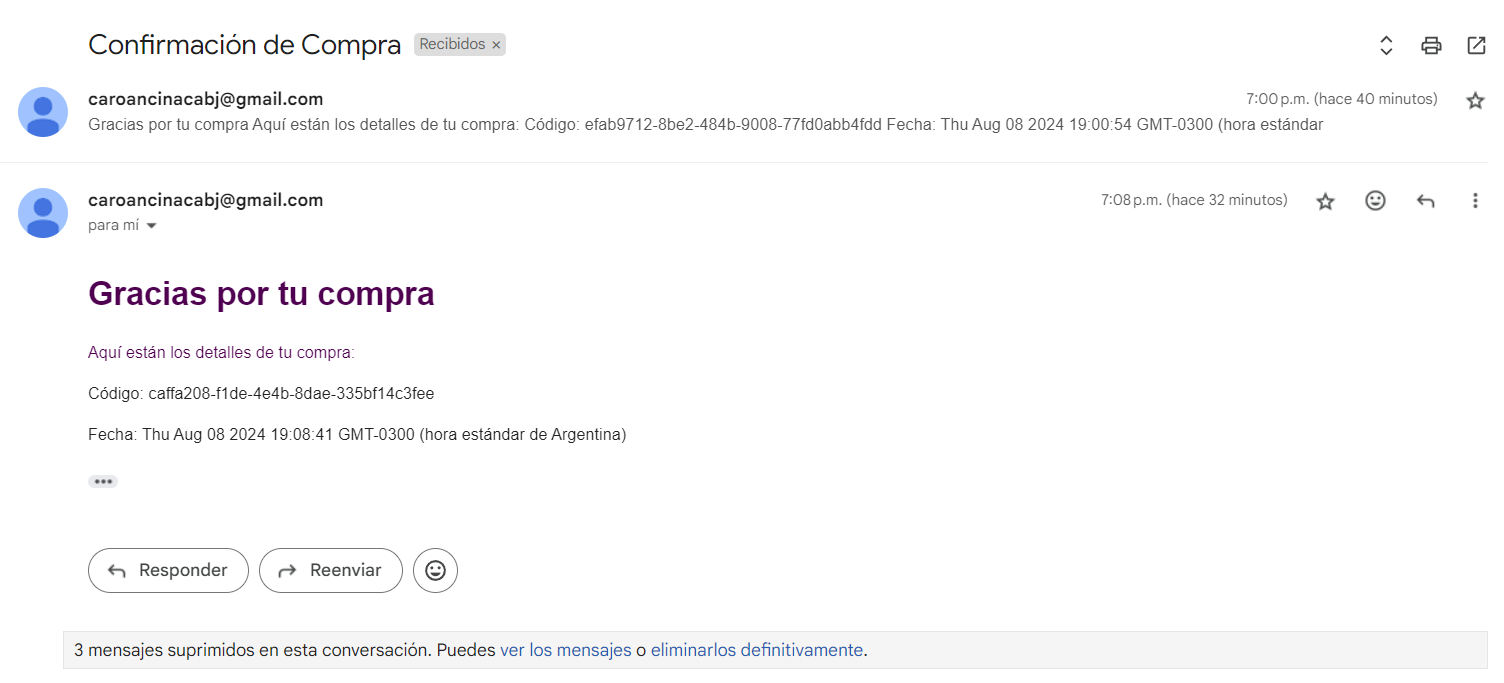 Confirmación de Compra Recibidos ×
caroancinacabj@gmail.com 7:00 p.m. (hace 40 minutos)
Gracias por tu compra Aquí están los detalles de tu compra: Código: efab9712-8be2-484b-9008-77fd0abb4fdd Fecha: Thu Aug 08 2024 19:00:54 GMT-0300 (hora estándar
caroancinacabj@gmail.com 7:08 p.m. (hace 32 minutos)
para mí
Gracias por tu compra
Aquí están los detalles de tu compra:
Código: caffa208-f1de-4e4b-8dae-335bf14c3fee
Fecha: Thu Aug 08 2024 19:08:41 GMT-0300 (hora estándar de Argentina)
Responder Reenviar
3 mensajes suprimidos en esta conversación. Puedes ver los mensajes o eliminarlos definitivamente.